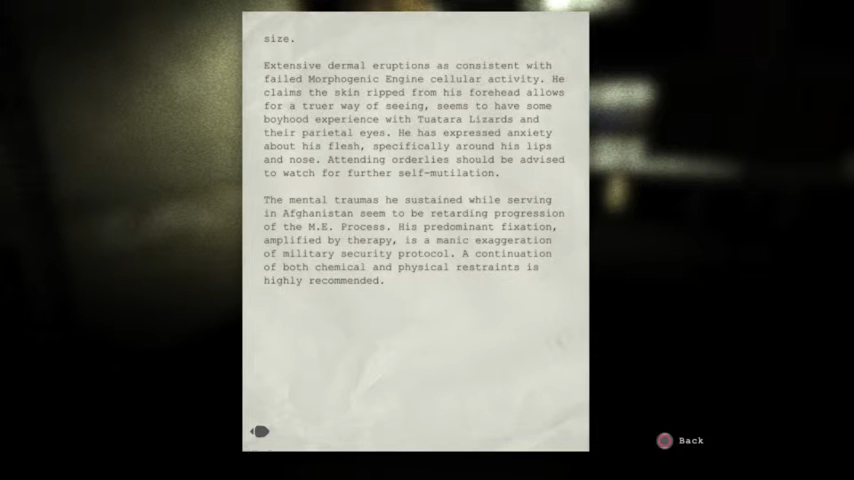 size.
Extensive dermal eruptions as consistent with
failed Morphogenic Engine cellular activity. He
claims the skin ripped from his forehead allows
for a truer way of seeing, seems to have some
boyhood experience with Tuatara Lizards and
their parietal eyes. He has expressed anxiety
about his flesh, specifically around his lips
and nose. Attending orderlies should be advised
to watch for further self-mutilation.
The mental traumas he sustained while serving
in Afghanistan seem to be retarding progression
of the M.E. Process. His predominant fixation,
amplified by therapy, is a manic exaggeration
of military security protocol. A continuation
of both chemical and physical restraints is
highly recommended.
Back